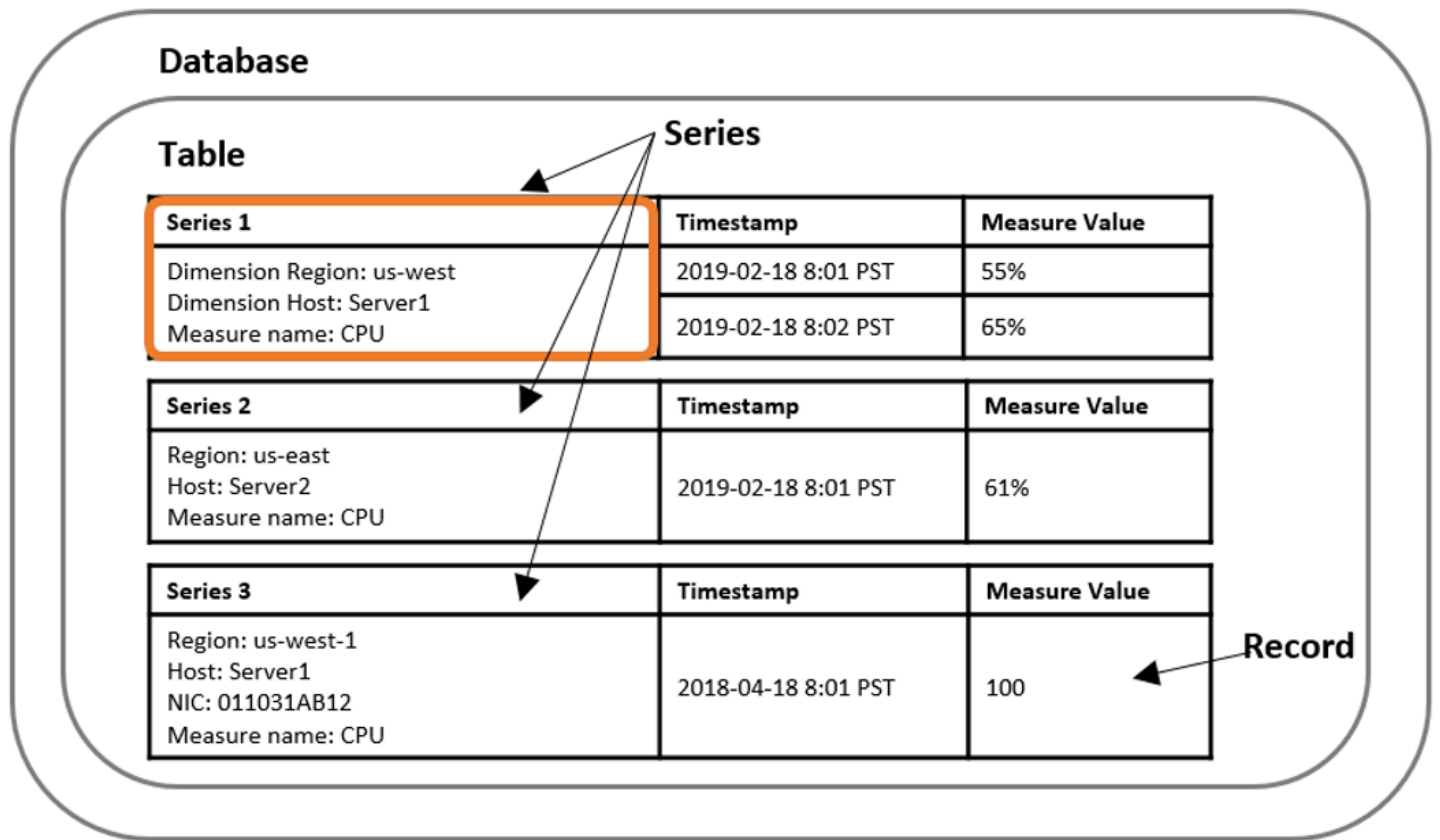 Database
Table
Series
Series 1
Timestamp
Measure Value
Dimension Region: us-west
Dimension Host: Server1
Measure name: CPU
2019-02-18 8:01 PST
55%
2019-02-18 8:02 PST
65%
Series 2
Timestamp
Measure Value
Region: us-east
Host: Server2
Measure name: CPU
2019-02-18 8:01 PST
61%
Series 3
Timestamp
Measure Value
Region: us-west-1
Host: Server1
NIC: 011031AB12
Measure name: CPU
2018-04-18 8:01 PST
100
Record